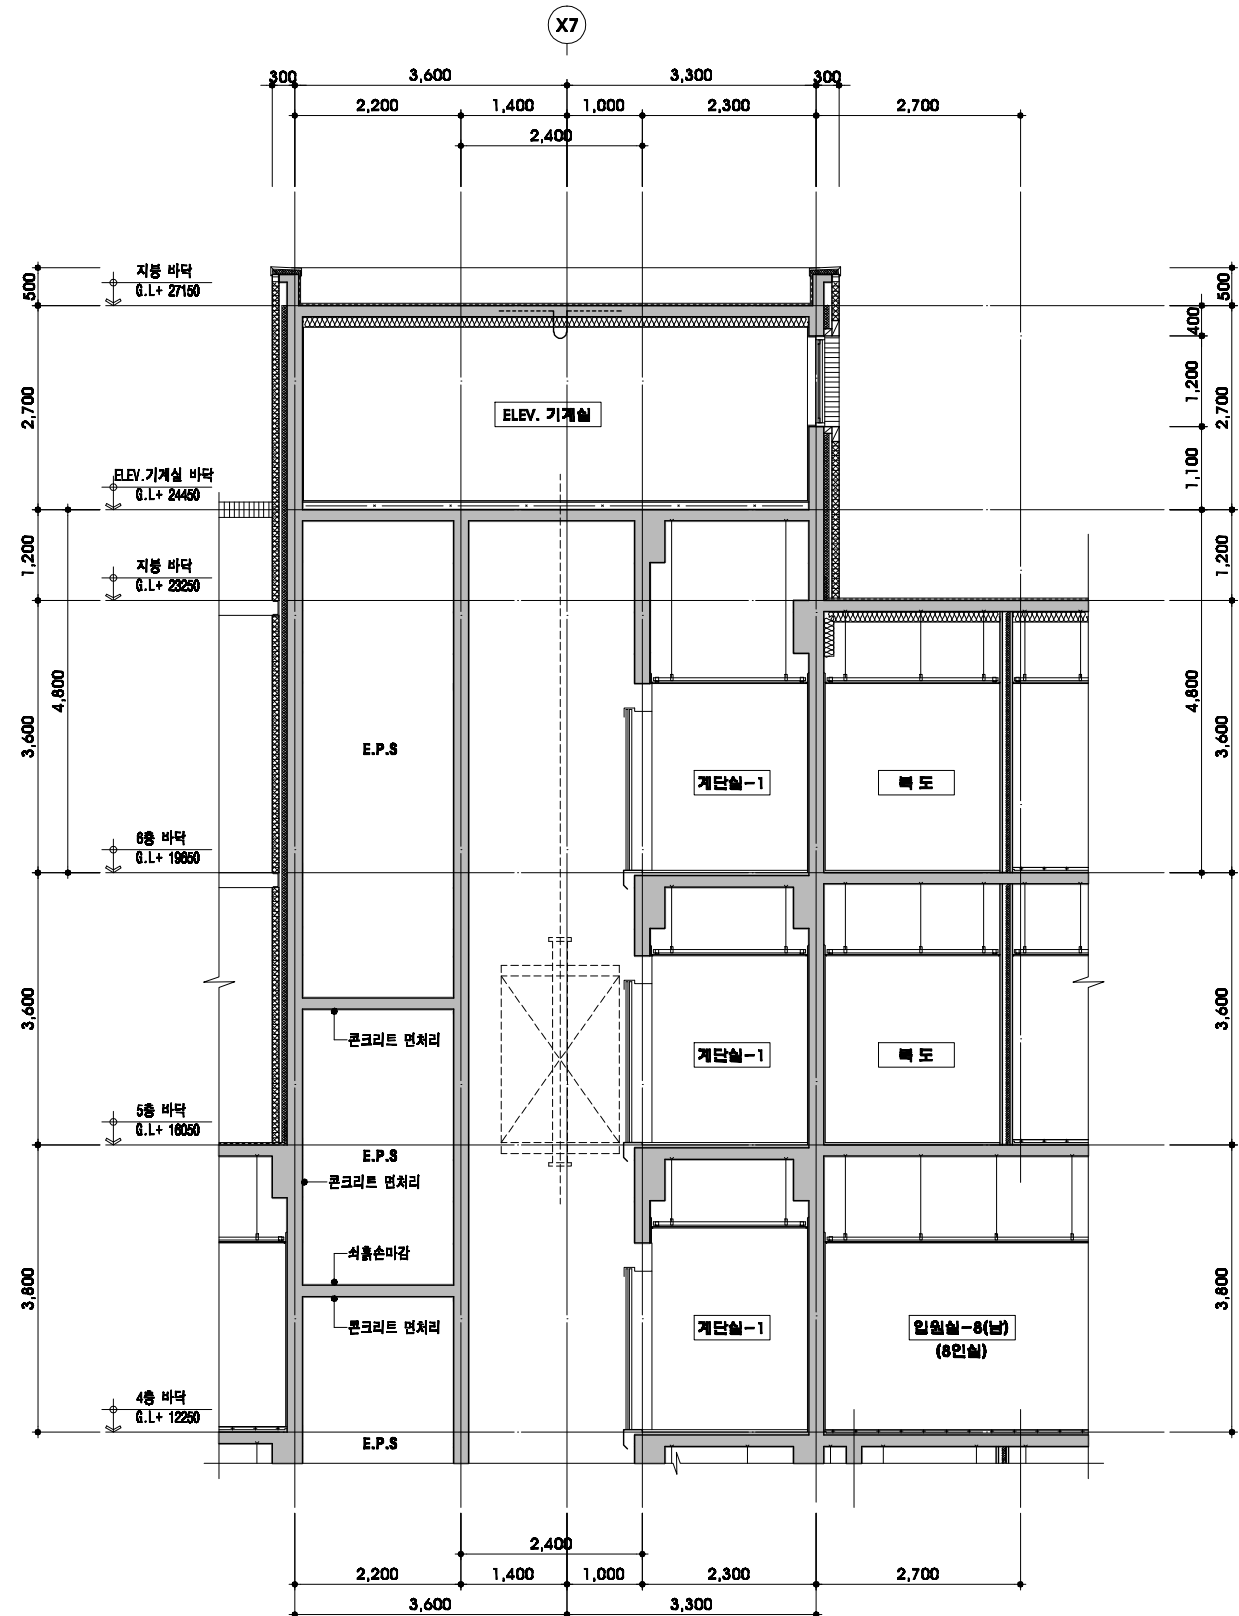 X7
300
3,600
3,300
300
2,200
1,400
1,000
2,300
2,700
2,400
지붕 바닥
G.L+ 27150
500
500
400
2,700
1,200
2,700
ELEV. 기계실
1,100
ELEV.기계실 바닥
G.L+ 24450
1,200
1,200
지붕 바닥
G.L+ 23250
4,800
4,800
3,600
3,600
E.P.S
계단실-1
복 도
6층 바닥
G.L+ 19650
3,600
3,600
콘크리트 면처리
계단실-1
복 도
5층 바닥
G.L+ 16050
E.P.S
콘크리트 면처리
쇠흙손마감
3,800
3,800
콘크리트 면처리
계단실-1
입원실-8(남)
(8인실)
4층 바닥
G.L+ 12250
E.P.S
2,400
2,200
1,400
1,000
2,300
2,700
3,600
3,300